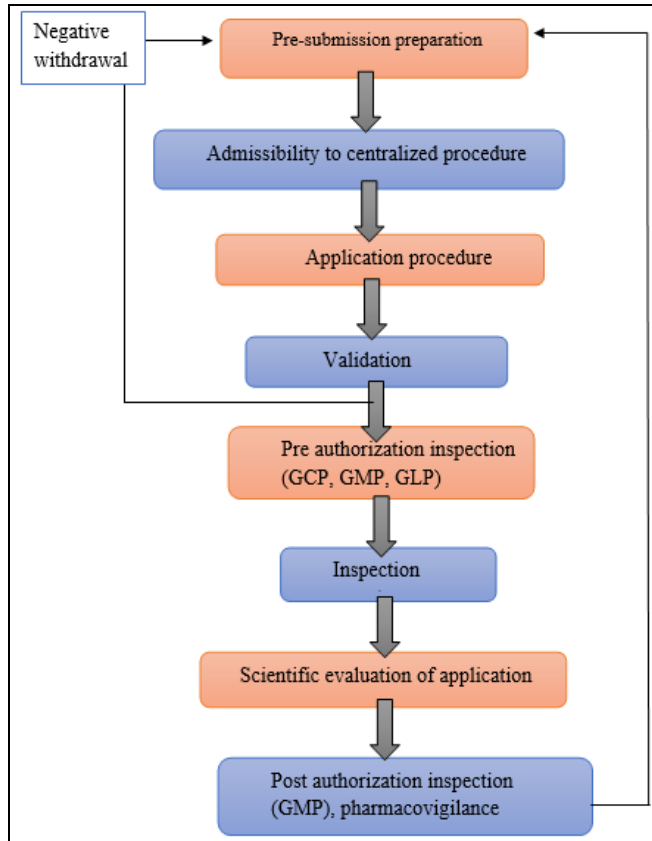 Negative
withdrawal
Pre-submission preparation
Admissibility to centralized procedure
Application procedure
Validation
Pre authorization inspection
(GCP, GMP, GLP)
Inspection
Scientific evaluation of application
Post authorization inspection
(GMP), pharmacovigilance